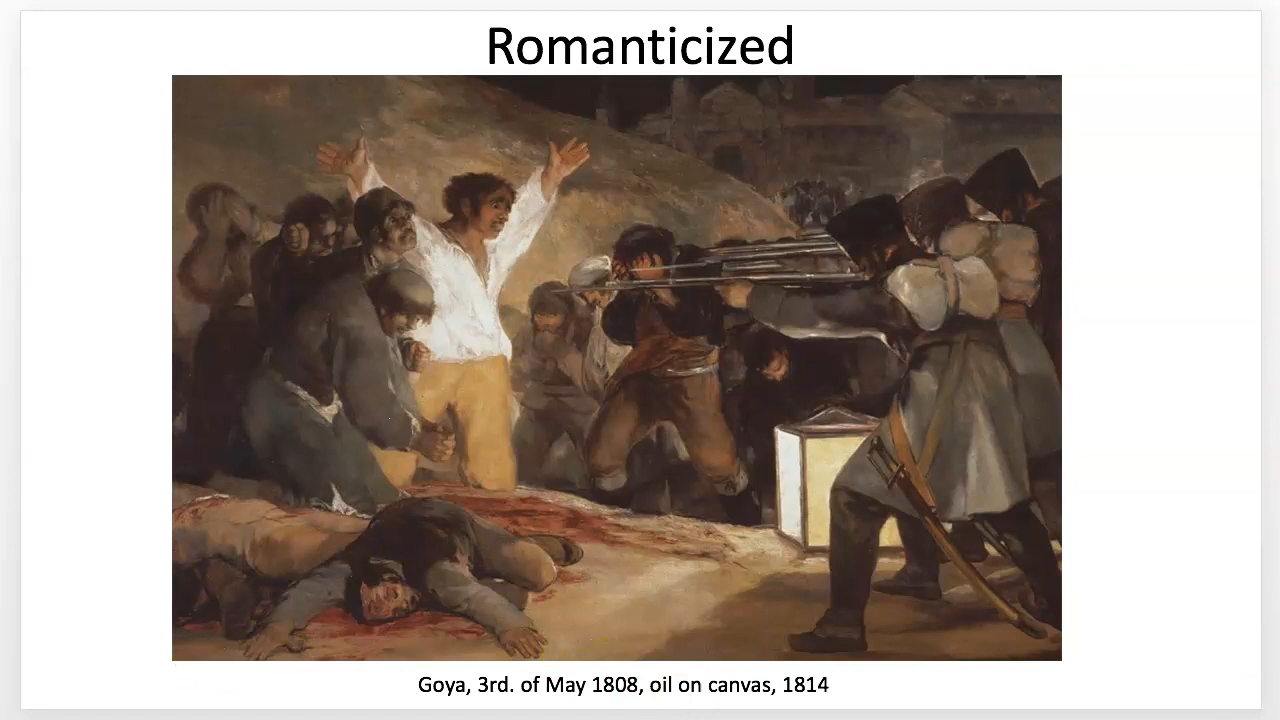 Romanticized
Goya, 3rd. of May 1808, oil on canvas, 1814